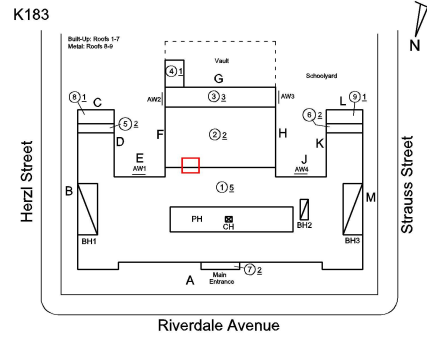 K183
N
Built-Up: Roofs 1-7
Metal: Roofs 8-9
Vault
Schoolyard
4 1
G
8 1
C
AW2
3 3
AW3
L
9 1
5 2
6 2
D
F
2 2
H
K
E
AW1
J
AW4
Herzl Street
Strauss Street
B
1 5
M
PH
CH
BH2
BH1
BH3
7 2
A
Main
Entrance
Riverdale Avenue